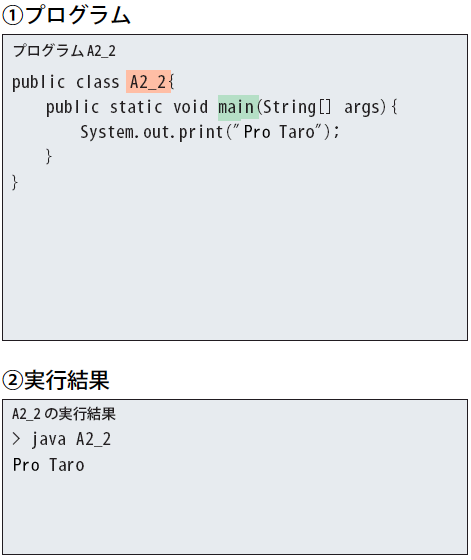 ①プログラム
プログラム A2_2
public class A2_2{
public static void main(String[] args){
System.out.print("Pro Taro");
}
}
②実行結果
A2_2 の実行結果
> java A2_2
Pro Taro